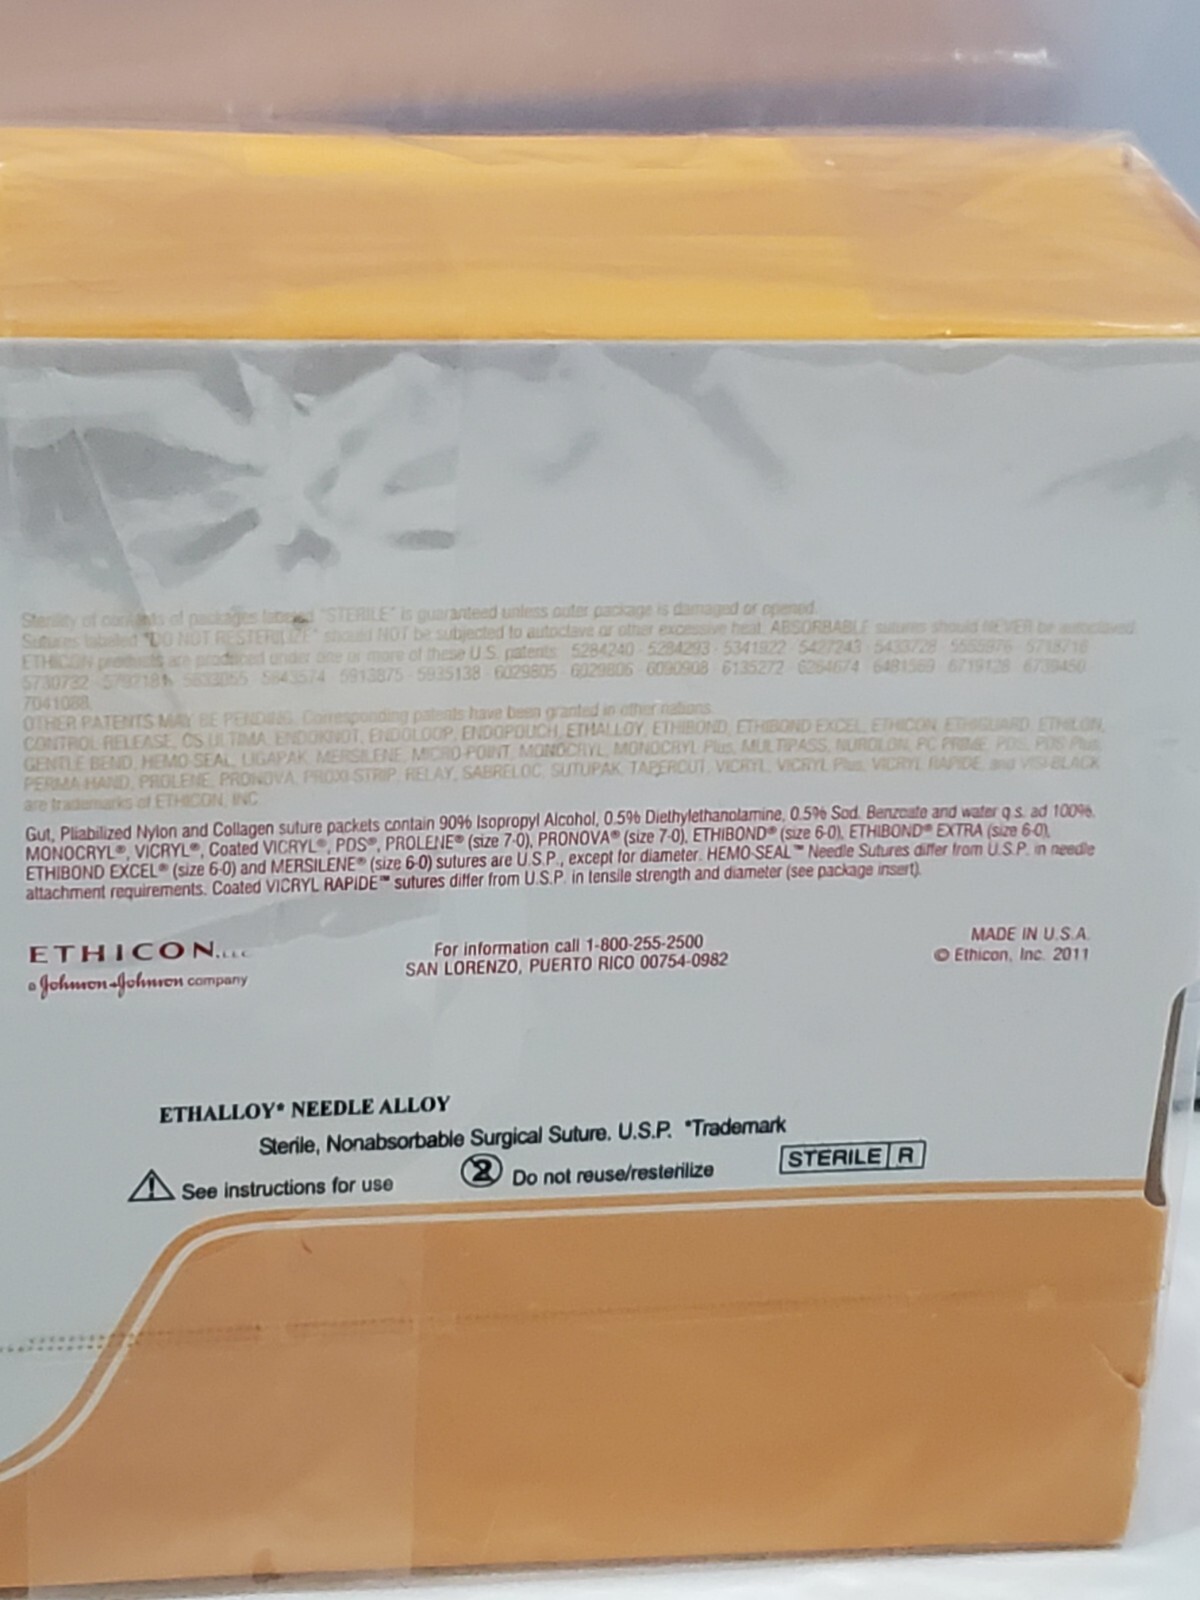 Sterility of contents of packages labeled "STERILE" is guaranteed unless outer package is damaged or opened.
Sutures labeled "DO NOT RESTERILIZE" should NOT be subjected to autoclave or other excessive heat. ABSORBABLE sutures should NEVER be autoclaved.
ETHICON products are produced under one or more of these U.S. patents: 5284240 · 5284293 · 5341922 · 5427243 · 5433728 ·
5913875 · 5935138 · 6029805 · 6029806 · 6090908 · 6135272 · 6264674 · 6481569 · 6719128 · 6739450
7041088.
OTHER PATENTS MAY BE PENDING. Corresponding patents have been granted in other nations.
CONTROL RELEASE, CS ULTIMA, ENDOKNOT, ENDOLOOP, ENDOPOUCH, ETHALLOY, ETHIBOND, ETHIBOND EXCEL, ETHICON, ETHIGUARD, ETHILON,
GENTLE BEND, HEMO-SEAL, LIGAPAK, MERSILENE, MICRO-POINT, MONOCRYL, MONOCRYL Plus, MULTIPASS, NUROLON, PC PRIME, PDS, PDS Plus,
PERMA-HAND, PROLENE, PRONOVA, PROXI-STRIP, RELAY, SABRELOC, SUTUPAK, TAPERCUT, VICRYL, VICRYL Plus, VICRYL RAPIDE, and VISI-BLACK
are trademarks of ETHICON, INC.
Gut, Pliabilized Nylon and Collagen suture packets contain 90% Isopropyl Alcohol, 0.5% Diethylethanolamine, 0.5% Sod. Benzoate and water q.s. ad 100%.
MONOCRYL®, VICRYL®, Coated VICRYL®, PDS®, PROLENE® (size 7-0), PRONOVA® (size 7-0), ETHIBOND® (size 6-0), ETHIBOND® EXTRA (size 6-0),
ETHIBOND EXCEL® (size 6-0) and MERSILENE® (size 6-0) sutures are U.S.P., except for diameter. HEMO-SEAL™ Needle Sutures differ from U.S.P. in needle
attachment requirements. Coated VICRYL RAPIDE™ sutures differ from U.S.P. in tensile strength and diameter (see package insert).
ETHICON, LLC
a Johnson+Johnson company
For information call 1-800-255-2500
SAN LORENZO, PUERTO RICO 00754-0982
MADE IN U.S.A.
© Ethicon, Inc. 2011
ETHALLOY* NEEDLE ALLOY
Sterile, Nonabsorbable Surgical Suture. U.S.P. *Trademark
See instructions for use
2 Do not reuse/resterilize
STERILE R